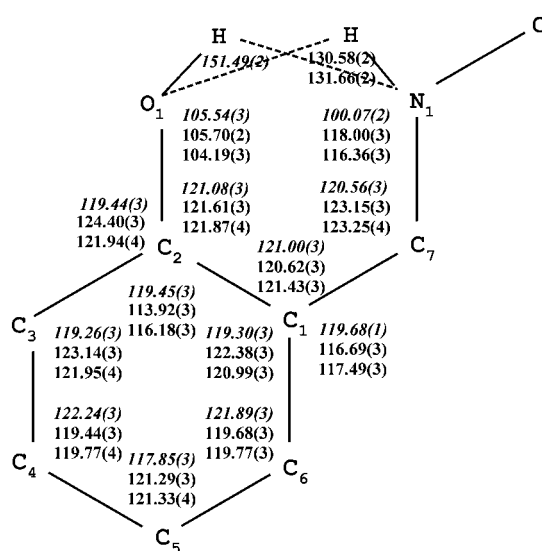 H H C
151.49(2) 130.58(2)
131.66(2)
O1 N1
105.54(3) 100.07(2)
105.70(2) 118.00(3)
104.19(3) 116.36(3)
121.08(3) 120.56(3)
121.61(3) 123.15(3)
121.87(4) 123.25(4)
119.44(3)
124.40(3)
121.94(4)
C2 C7
121.00(3)
120.62(3)
121.43(3)
119.45(3)
113.92(3)
116.18(3)
C3 C1
119.26(3) 119.30(3) 119.68(1)
123.14(3) 122.38(3) 116.69(3)
121.95(4) 120.99(3) 117.49(3)
122.24(3) 121.89(3)
119.44(3) 119.68(3)
119.77(4) 119.77(3)
C4 C6
117.85(3)
121.29(3)
121.33(4)
C5